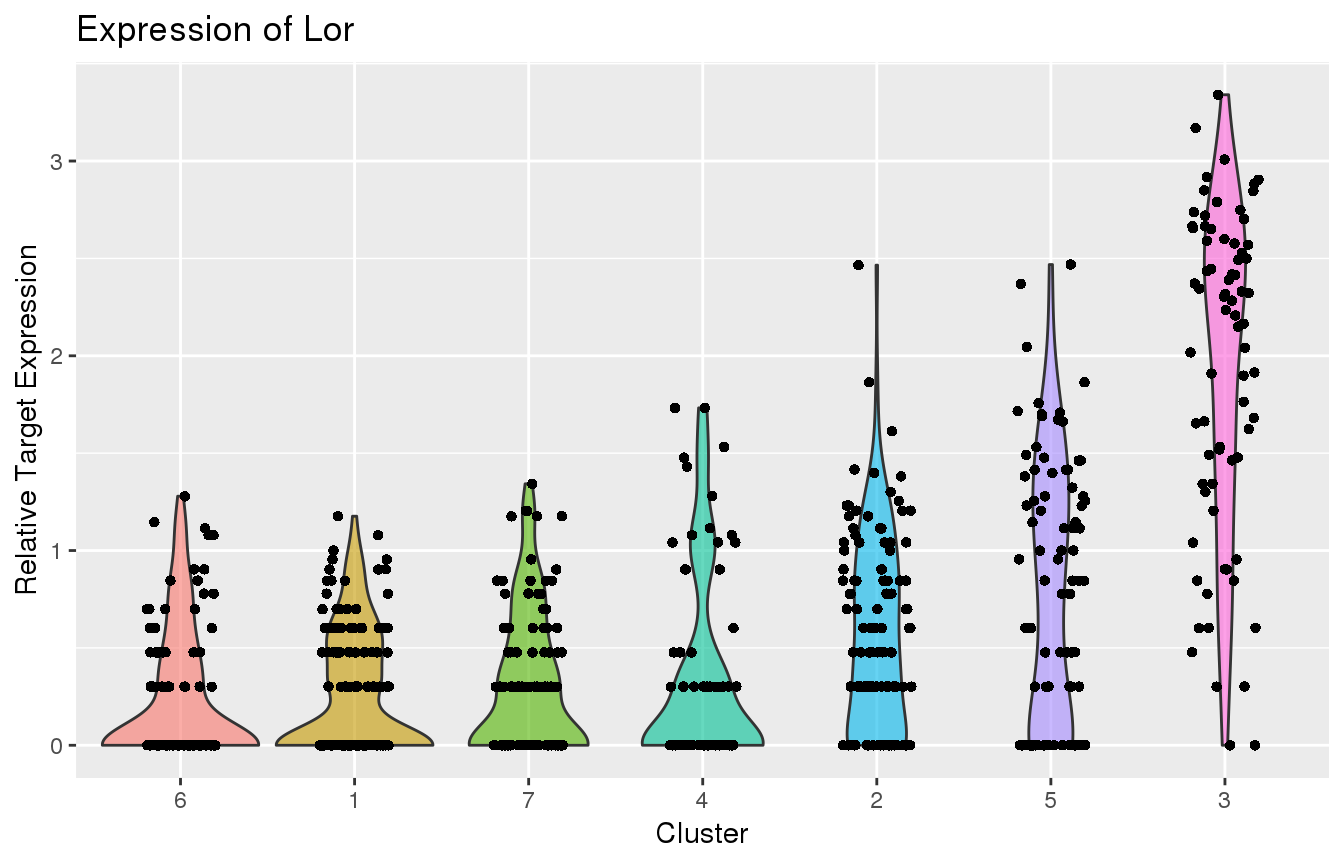 Expression of Lor
Relative Target Expression
3
2
1
0
6 1 7 4 2 5 3
Cluster